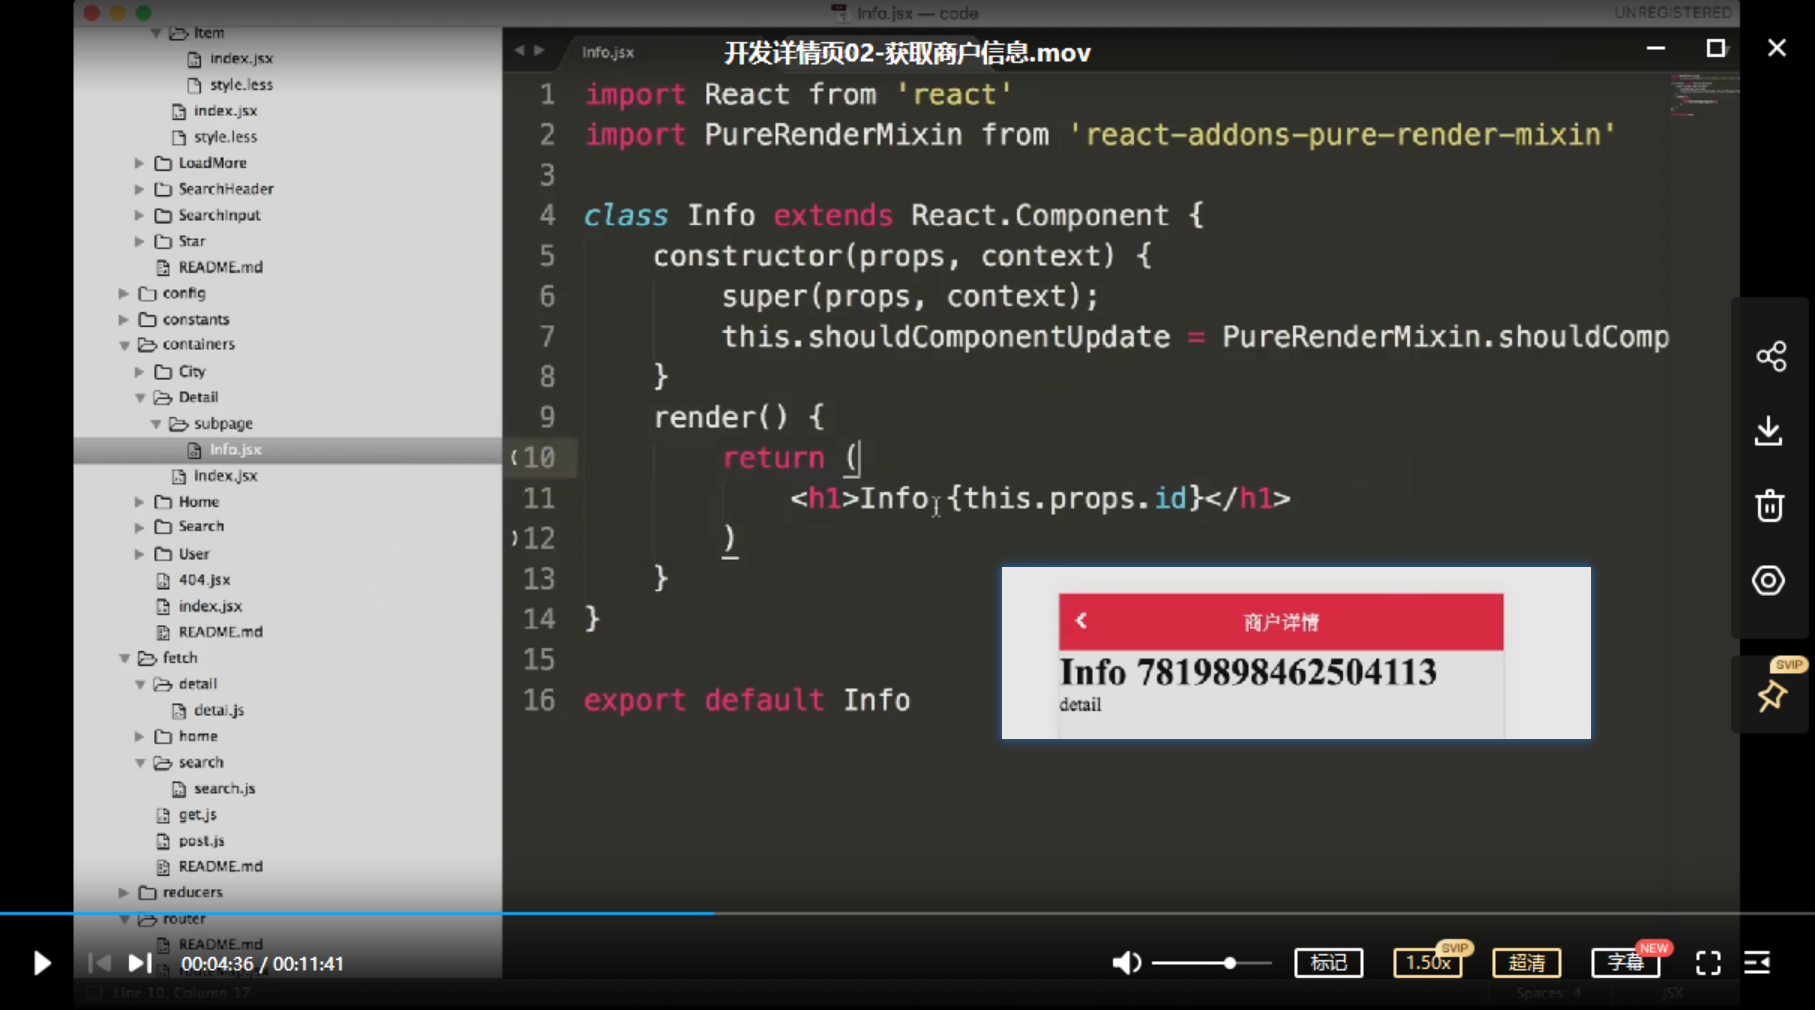 Info.jsx — code
UNREGISTERED
开发详情页02-获取商户信息.mov
Item
index.jsx
style.less
index.jsx
style.less
LoadMore
SearchHeader
SearchInput
Star
README.md
config
constants
containers
City
Detail
subpage
Info.jsx
Index.jsx
Home
Search
User
404.jsx
index.jsx
README.md
fetch
detail
detai.js
home
search
search.js
get.js
post.js
README.md
reducers
router
README.md
Info.jsx
1 import React from 'react'
2 import PureRenderMixin from 'react-addons-pure-render-mixin'
3
4 class Info extends React.Component {
5 constructor(props, context) {
6 super(props, context);
7 this.shouldComponentUpdate = PureRenderMixin.shouldComp
8 }
9 render() {
10 return (
11 <h1>Info {this.props.id}</h1>
12 )
13 }
14 }
15
16 export default Info
商户详情
Info 7819898462504113
detail
SVIP
00:04:36 / 00:11:41
标记
1.50x
SVIP
超清
字幕
NEW
Line 10, Column 17
Spaces: 4
JSX